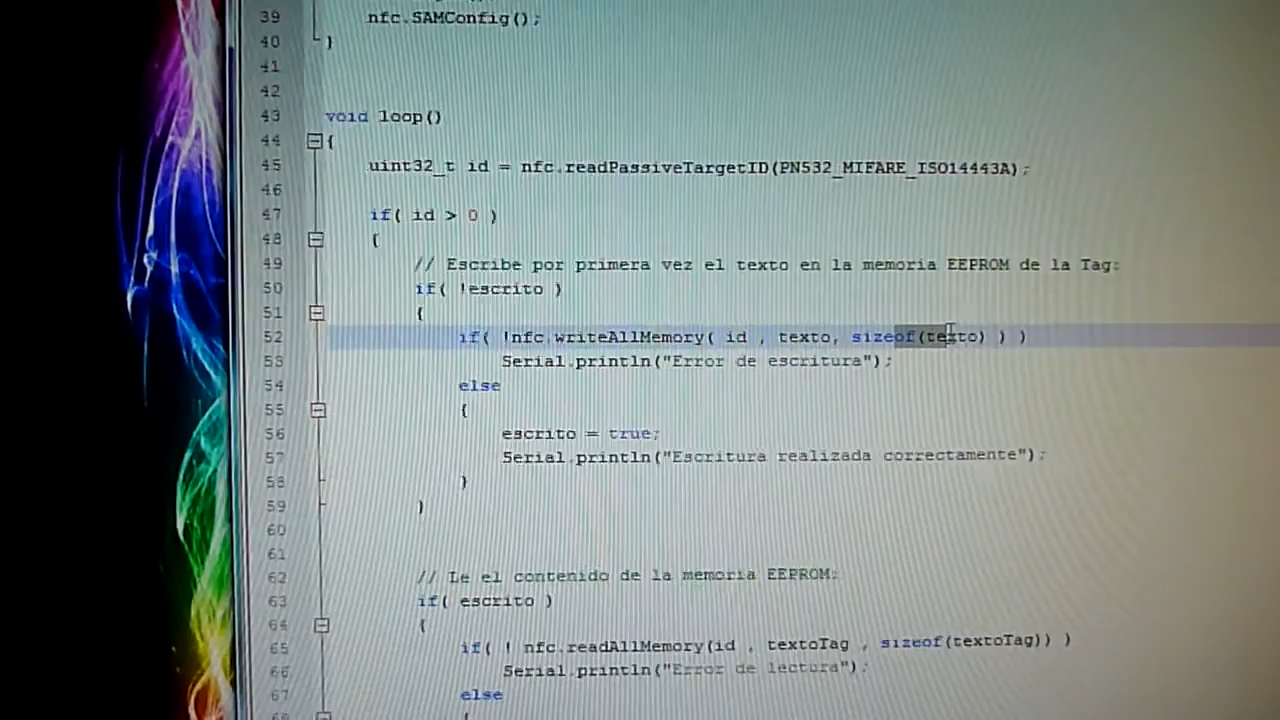 39 nfc.SAMConfig();
40 }
41
42
43 void loop()
44 {
45 uint32_t id = nfc.readPassiveTargetID(PN532_MIFARE_ISO14443A);
46
47 if( id > 0 )
48 {
49 // Escribe por primera vez el texto en la memoria EEPROM de la Tag:
50 if( !escrito )
51 {
52 if( !nfc.writeAllMemory( id , texto, sizeof(texto) ) )
53 Serial.println("Error de escritura");
54 else
55 {
56 escrito = true;
57 Serial.println("Escritura realizada correctamente");
58 }
59 }
60
61
62 // Le el contenido de la memoria EEPROM:
63 if( escrito )
64 {
65 if( ! nfc.readAllMemory(id , textoTag , sizeof(textoTag)) )
66 Serial.println("Error de lectura");
67 else